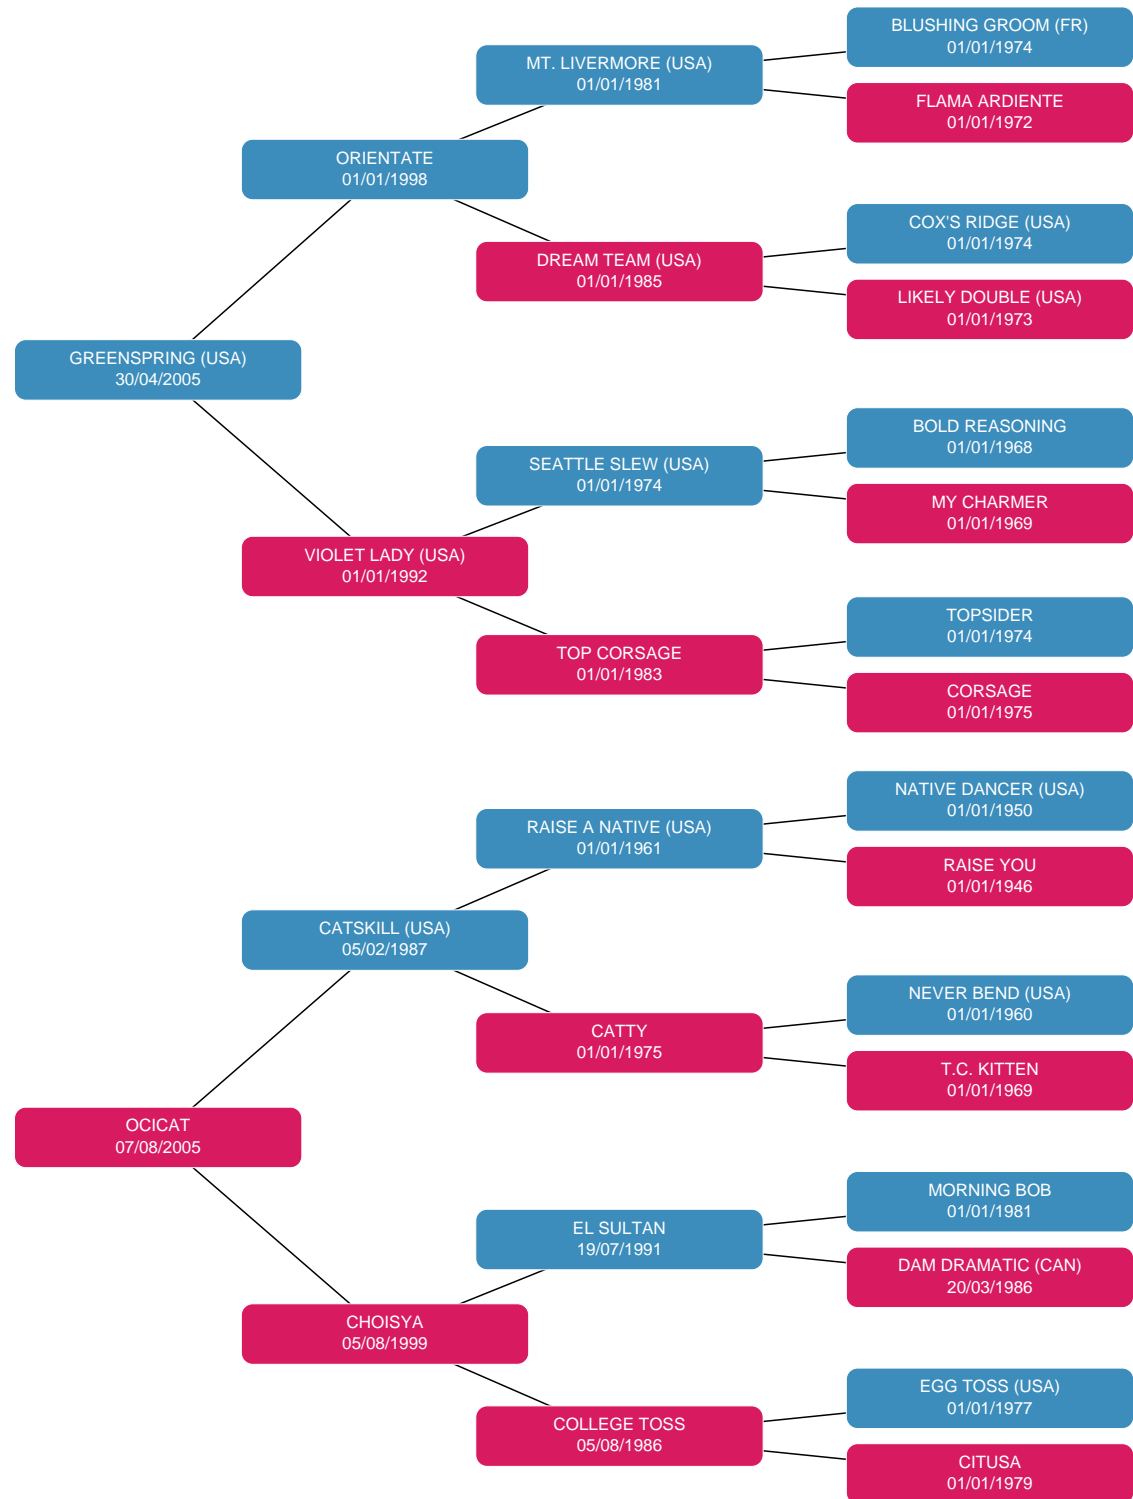 BLUSHING GROOM (FR)
01/01/1974
MT. LIVERMORE (USA)
01/01/1981
FLAMA ARDIENTE
01/01/1972
ORIENTATE
01/01/1998
COX'S RIDGE (USA)
01/01/1974
DREAM TEAM (USA)
01/01/1985
LIKELY DOUBLE (USA)
01/01/1973
GREENSPRING (USA)
30/04/2005
BOLD REASONING
01/01/1968
SEATTLE SLEW (USA)
01/01/1974
MY CHARMER
01/01/1969
VIOLET LADY (USA)
01/01/1992
TOPSIDER
01/01/1974
TOP CORSAGE
01/01/1983
CORSAGE
01/01/1975
NATIVE DANCER (USA)
01/01/1950
RAISE A NATIVE (USA)
01/01/1961
RAISE YOU
01/01/1946
CATSKILL (USA)
05/02/1987
NEVER BEND (USA)
01/01/1960
CATTY
01/01/1975
T.C. KITTEN
01/01/1969
OCICAT
07/08/2005
MORNING BOB
01/01/1981
EL SULTAN
19/07/1991
DAM DRAMATIC (CAN)
20/03/1986
CHOISYA
05/08/1999
EGG TOSS (USA)
01/01/1977
COLLEGE TOSS
05/08/1986
CITUSA
01/01/1979